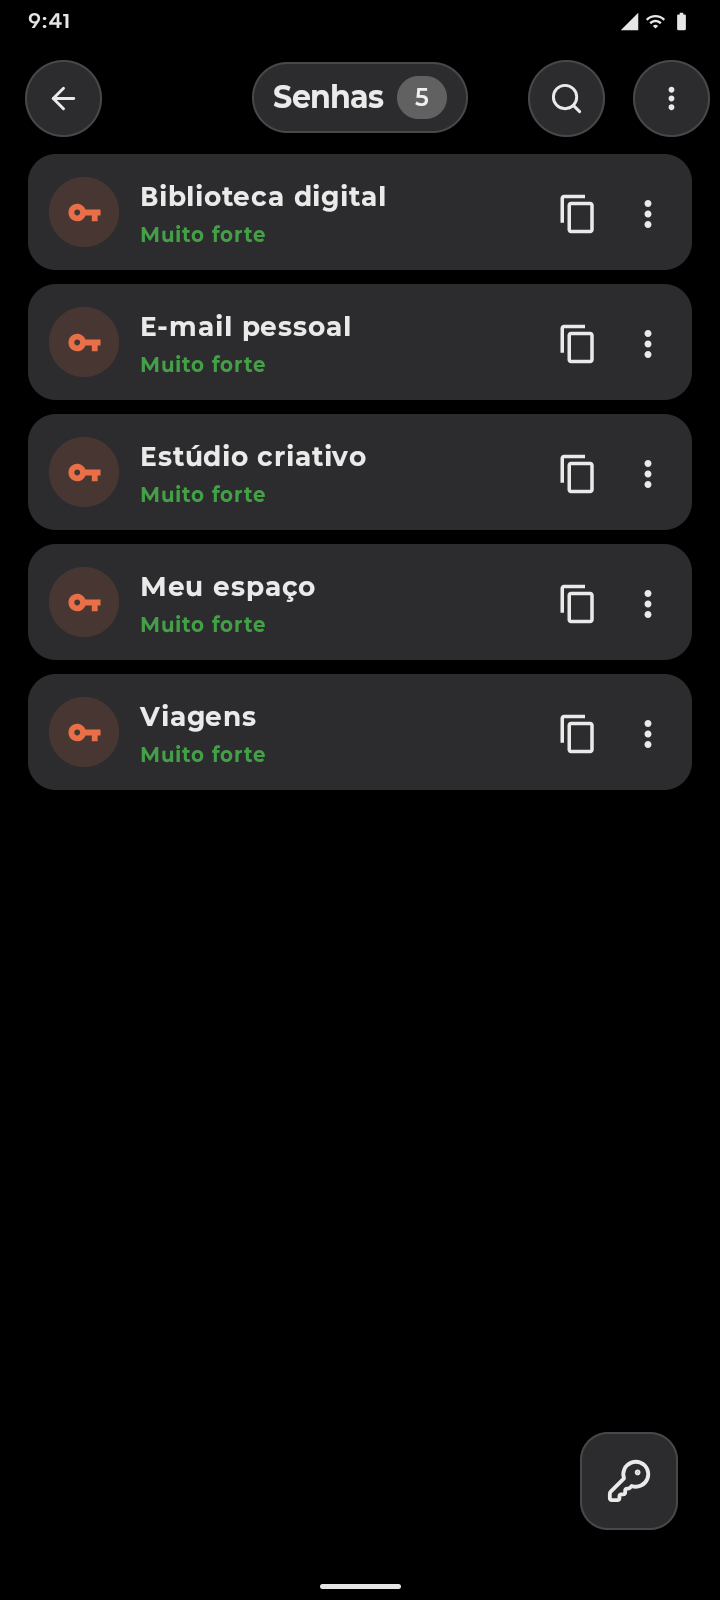 9:41
Senhas 5
Biblioteca digital
Muito forte
E-mail pessoal
Muito forte
Estúdio criativo
Muito forte
Meu espaço
Muito forte
Viagens
Muito forte